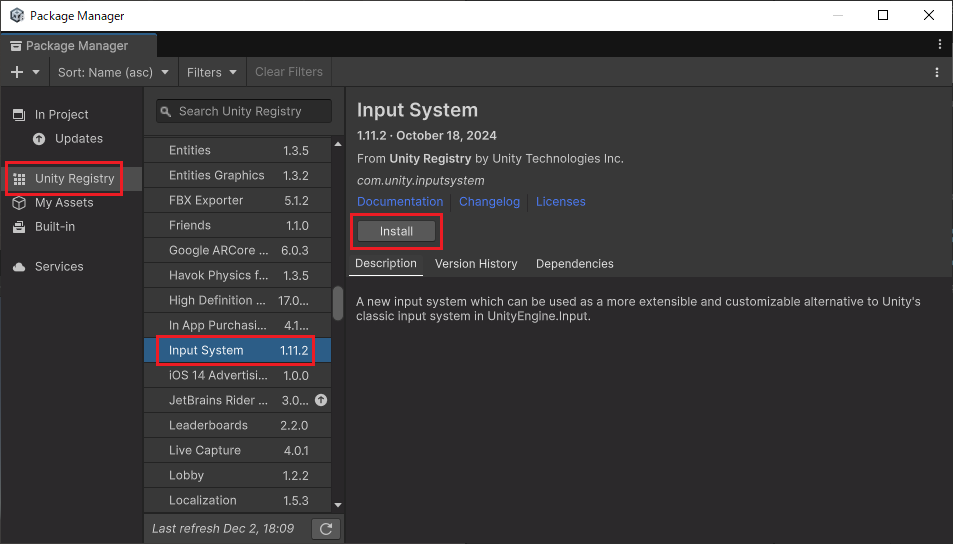 Package Manager
Package Manager
Sort: Name (asc)
Filters
Clear Filters
In Project
Updates
Unity Registry
My Assets
Built-in
Services
Search Unity Registry
Entities 1.3.5
Entities Graphics 1.3.2
FBX Exporter 5.1.2
Friends 1.1.0
Google ARCore ... 6.0.3
Havok Physics f... 1.3.5
High Definition ... 17.0...
In App Purchasi... 4.1...
Input System 1.11.2
iOS 14 Advertisi... 1.0.0
JetBrains Rider ... 3.0...
Leaderboards 2.2.0
Live Capture 4.0.1
Lobby 1.2.2
Localization 1.5.3
Last refresh Dec 2, 18:09
Input System
1.11.2 · October 18, 2024
From Unity Registry by Unity Technologies Inc.
com.unity.inputsystem
Documentation Changelog Licenses
Install
Description Version History Dependencies
A new input system which can be used as a more extensible and customizable alternative to Unity's
classic input system in UnityEngine.Input.